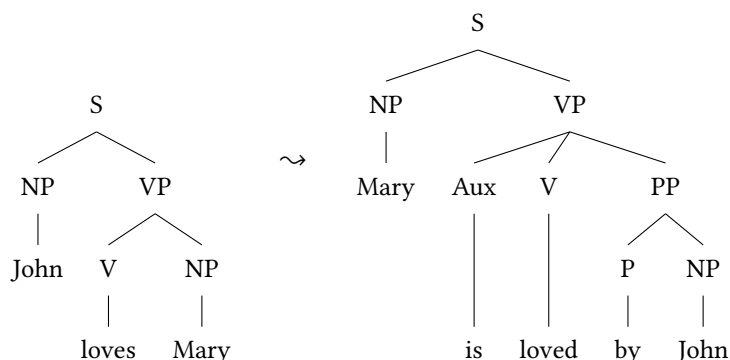 S
S
NP VP
NP VP
⇝
Mary Aux V PP
John V NP
P NP
loves Mary
is loved by John